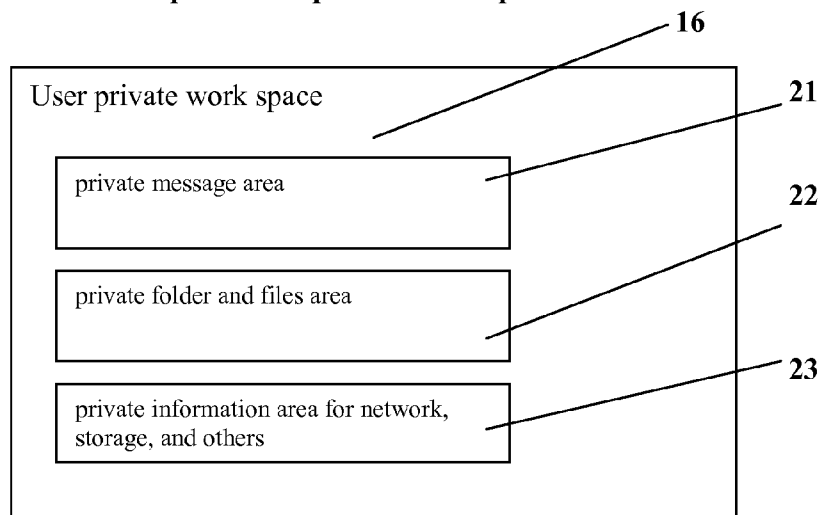 16
User private work space
21
private message area
22
private folder and files area
23
private information area for network,
storage, and others